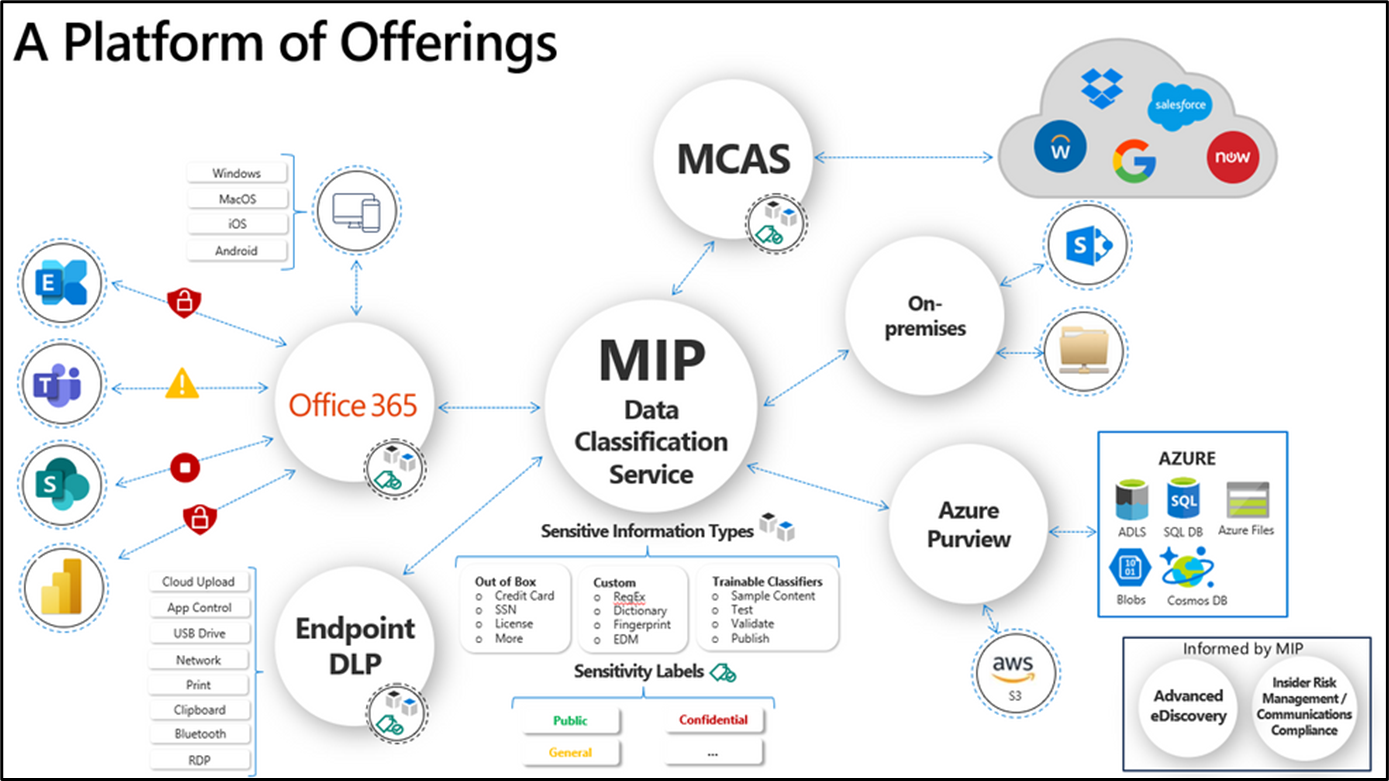 A Platform of Offerings
MCAS
salesforce
W
G
now
Windows
MacOS
iOS
Android
E
T
S
Office 365
MIP
Data
Classification
Service
On-
premises
S
Azure
Purview
AZURE
ADLS
SQL
SQL DB
Azure Files
10
01
Blobs
Cosmos DB
aws
S3
Endpoint
DLP
Cloud Upload
App Control
USB Drive
Network
Print
Clipboard
Bluetooth
RDP
Sensitive Information Types
Out of Box
o Credit Card
o SSN
o License
o More
Custom
o RegEx
o Dictionary
o Fingerprint
o EDM
Trainable Classifiers
o Sample Content
o Test
o Validate
o Publish
Sensitivity Labels
Public
Confidential
General
...
Informed by MIP
Advanced
eDiscovery
Insider Risk
Management /
Communications
Compliance